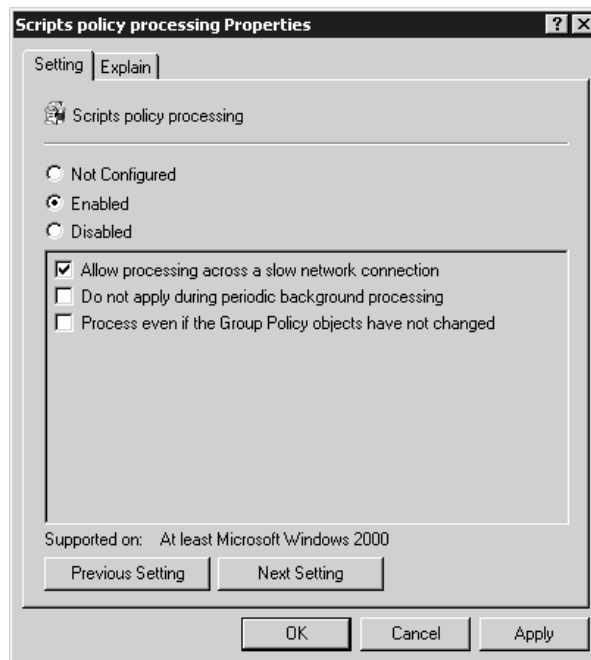 Scripts policy processing Properties
Setting Explain
Scripts policy processing
Not Configured
Enabled
Disabled
Allow processing across a slow network connection
Do not apply during periodic background processing
Process even if the Group Policy objects have not changed
Supported on: At least Microsoft Windows 2000
Previous Setting Next Setting
OK Cancel Apply